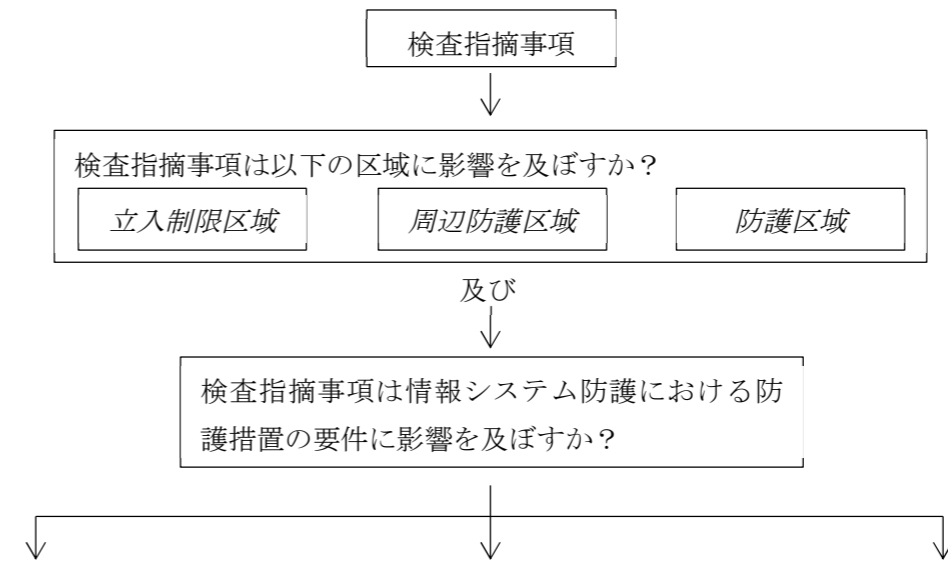 検査指摘事項
検査指摘事項は以下の区域に影響を及ぼすか？
立入制限区域
周辺防護区域
防護区域
及び
検査指摘事項は情報システム防護における防
護措置の要件に影響を及ぼすか？